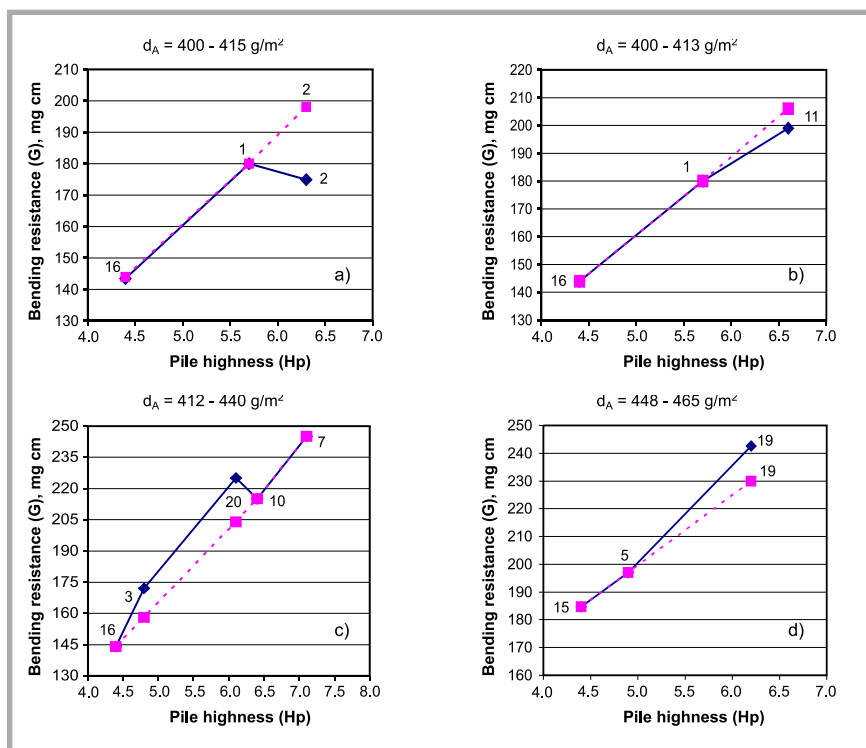 d_A = 400 - 415 g/m²
Bending resistance (G), mg cm
210
200
190
180
170
160
150
140
130
2
1
2
16
a)
4.0 4.5 5.0 5.5 6.0 6.5 7.0
Pile highness (Hp)
d_A = 400 - 413 g/m²
Bending resistance (G), mg cm
220
210
200
190
180
170
160
150
140
130
11
1
16
b)
4.0 4.5 5.0 5.5 6.0 6.5 7.0
Pile highness (Hp)
d_A = 412 - 440 g/m²
Bending resistance (G), mg cm
250
235
220
205
190
175
160
145
130
7
20
10
3
16
c)
4.0 4.5 5.0 5.5 6.0 6.5 7.0 7.5 8.0
Pile highness (Hp)
d_A = 448 - 465 g/m²
Bending resistance (G), mg cm
250
240
230
220
210
200
190
180
170
160
19
19
5
15
d)
4.0 4.5 5.0 5.5 6.0 6.5 7.0
Pile highness (Hp)